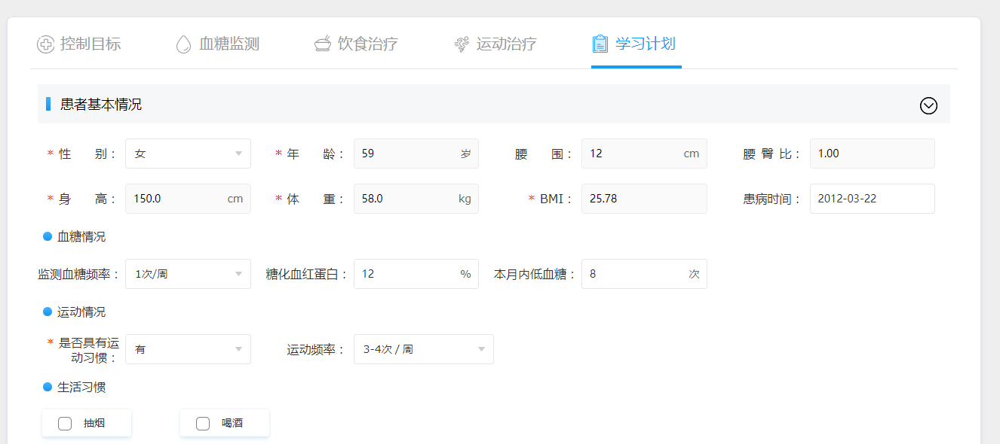 控制目标 血糖监测 饮食治疗 运动治疗 学习计划
患者基本情况
* 性 别： 女 * 年 龄： 59 岁 腰 围： 12 cm 腰 臀 比： 1.00
* 身 高： 150.0 cm * 体 重： 58.0 kg * BMI： 25.78 患病时间： 2012-03-22
血糖情况
监测血糖频率： 1次/周 糖化血红蛋白： 12 % 本月内低血糖： 8 次
运动情况
* 是否具有运
动习惯： 有 运动频率： 3-4次 / 周
生活习惯
抽烟 喝酒